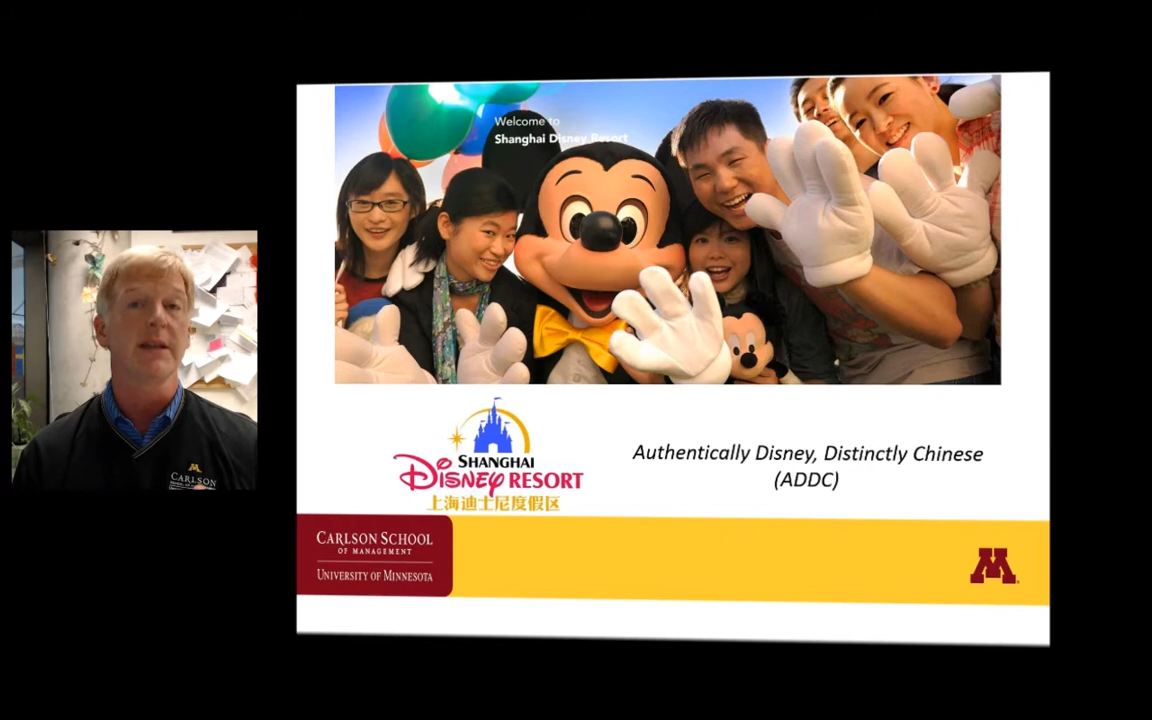 Welcome to
Shanghai Disney Resort
SHANGHAI
DISNEY RESORT
上海迪士尼度假区
Authentically Disney, Distinctly Chinese
(ADDC)
CARLSON SCHOOL
OF MANAGEMENT
UNIVERSITY OF MINNESOTA
M
CARLSON